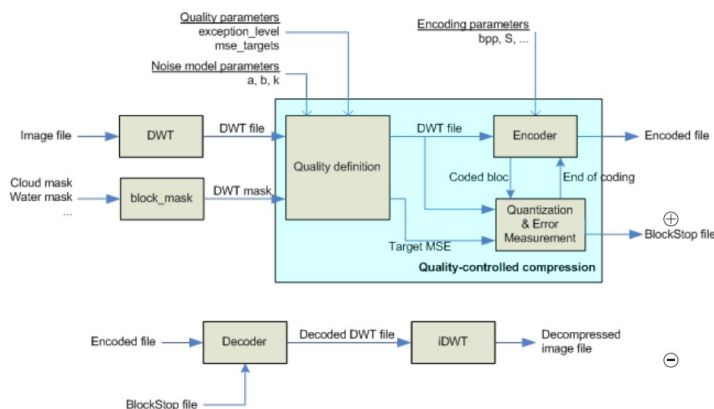 Quality parameters
exception_level
mse_targets
Encoding parameters
bpp, S, ...
Noise model parameters
a, b, k
Image file
DWT
DWT file
Quality definition
DWT file
Encoder
Encoded file
Cloud mask
Water mask
...
block_mask
DWT mask
Coded bloc
End of coding
Quantization
& Error
Measurement
BlockStop file
Target MSE
Quality-controlled compression
Encoded file
Decoder
Decoded DWT file
iDWT
Decompressed
image file
BlockStop file